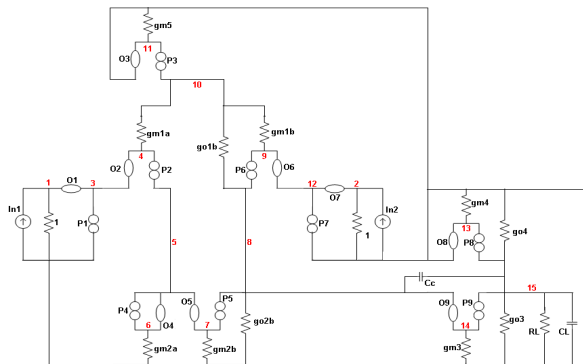 gm5
11
O3
P3
10
gm1a
go1b
gm1b
4
9
O2
P2
P6
O6
1
O1
3
12
O7
2
gm4
In1
1
P1
P7
1
In2
13
O8
P8
go4
5
8
Cc
15
P4
O4
O5
P5
O9
P9
6
7
go2b
14
go3
RL
CL
gm2a
gm2b
gm3